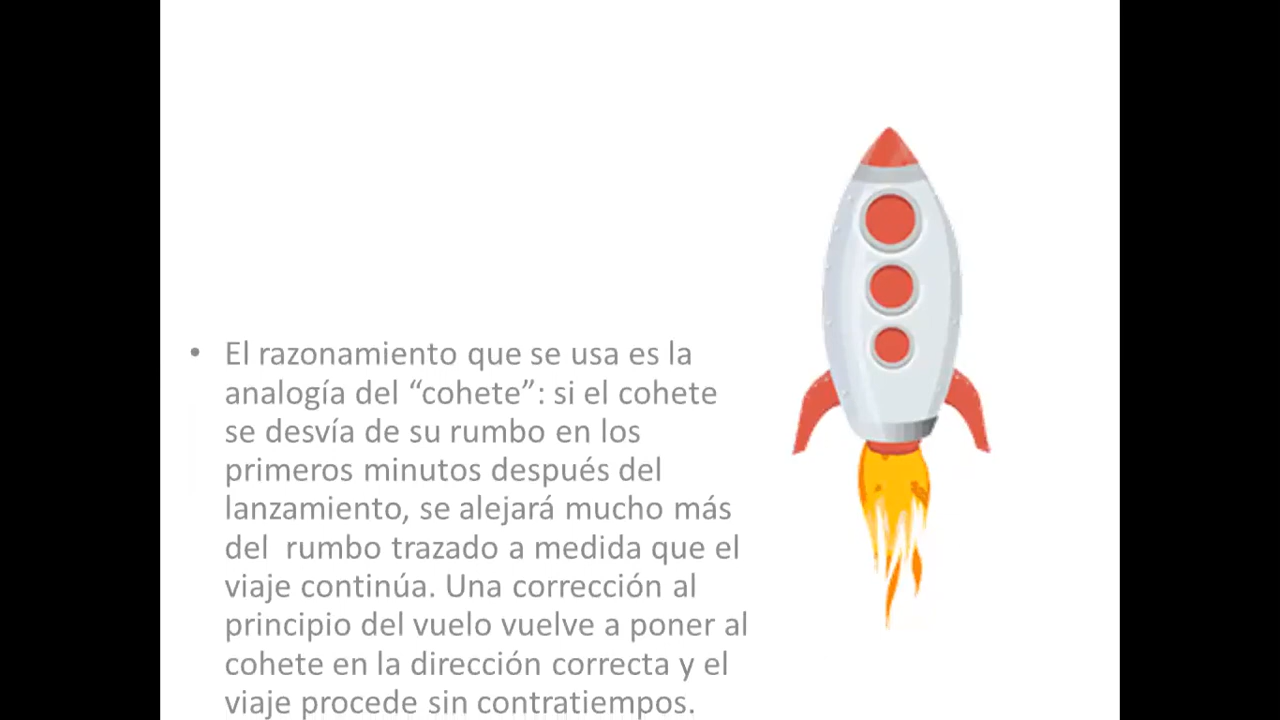 • El razonamiento que se usa es la
analogía del “cohete”: si el cohete
se desvía de su rumbo en los
primeros minutos después del
lanzamiento, se alejará mucho más
del  rumbo trazado a medida que el
viaje continúa. Una corrección al
principio del vuelo vuelve a poner al
cohete en la dirección correcta y el
viaje procede sin contratiempos.